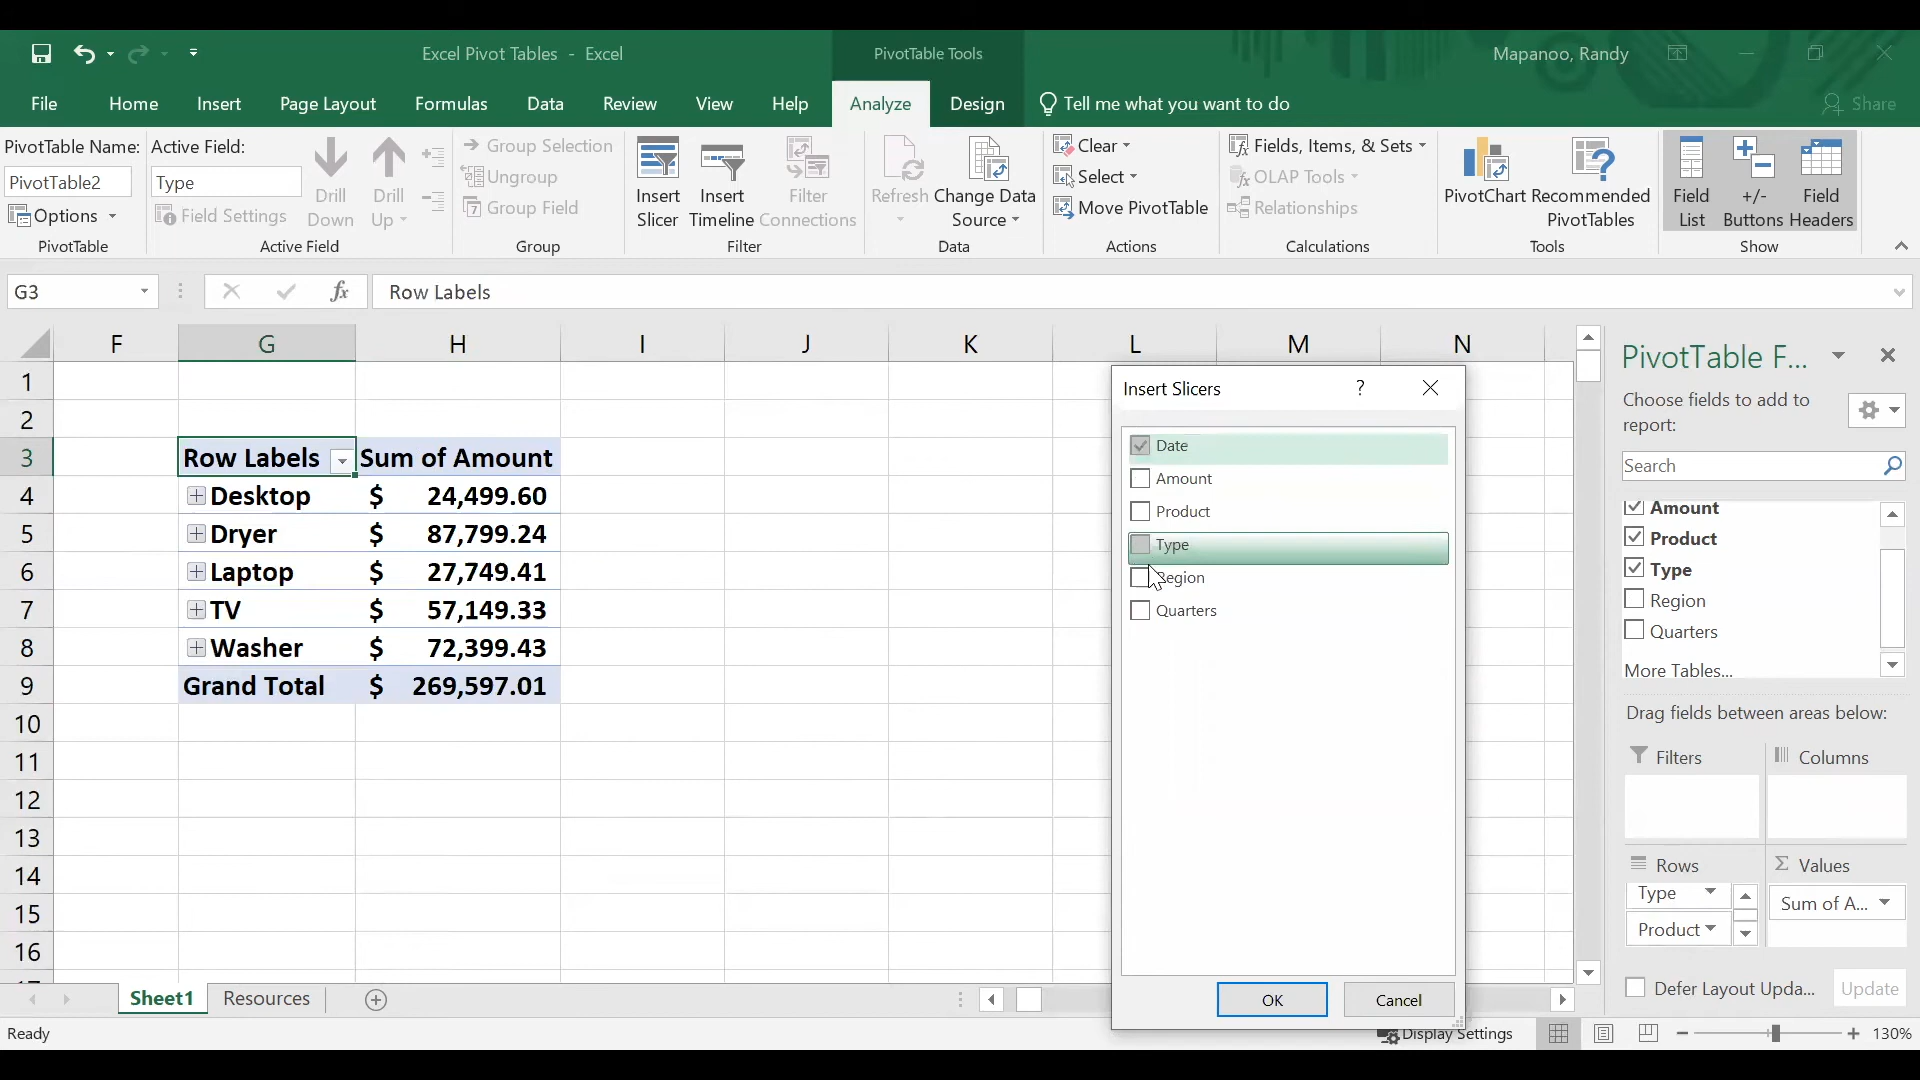 Excel Pivot Tables - Excel
PivotTable Tools
Mapanoo, Randy
File
Home
Insert
Page Layout
Formulas
Data
Review
View
Help
Analyze
Design
Tell me what you want to do
Share
PivotTable Name:
PivotTable2
Options
PivotTable
Active Field:
Type
Field Settings
Drill
Down
Drill
Up
Active Field
Group Selection
Ungroup
Group Field
Group
Insert
Slicer
Insert
Timeline
Filter
Connections
Filter
Refresh
Change Data
Source
Data
Clear
Select
Move PivotTable
Actions
Fields, Items, & Sets
OLAP Tools
Relationships
Calculations
PivotChart
Recommended
PivotTables
Tools
Field
List
+/-
Buttons
Field
Headers
Show
G3
fx
Row Labels
F G H I J K L M N
1
2
3 Row Labels Sum of Amount
4 Desktop $ 24,499.60
5 Dryer $ 87,799.24
6 Laptop $ 27,749.41
7 TV $ 57,149.33
8 Washer $ 72,399.43
9 Grand Total $ 269,597.01
10
11
12
13
14
15
16
Insert Slicers ?
Date
Amount
Product
Type
Region
Quarters
OK
Cancel
PivotTable F...
Choose fields to add to
report:
Search
Amount
Product
Type
Region
Quarters
More Tables...
Drag fields between areas below:
Filters
Columns
Rows
Type
Product
Σ Values
Sum of A...
Defer Layout Upda...
Update
Sheet1
Resources
Ready
Display Settings
130%